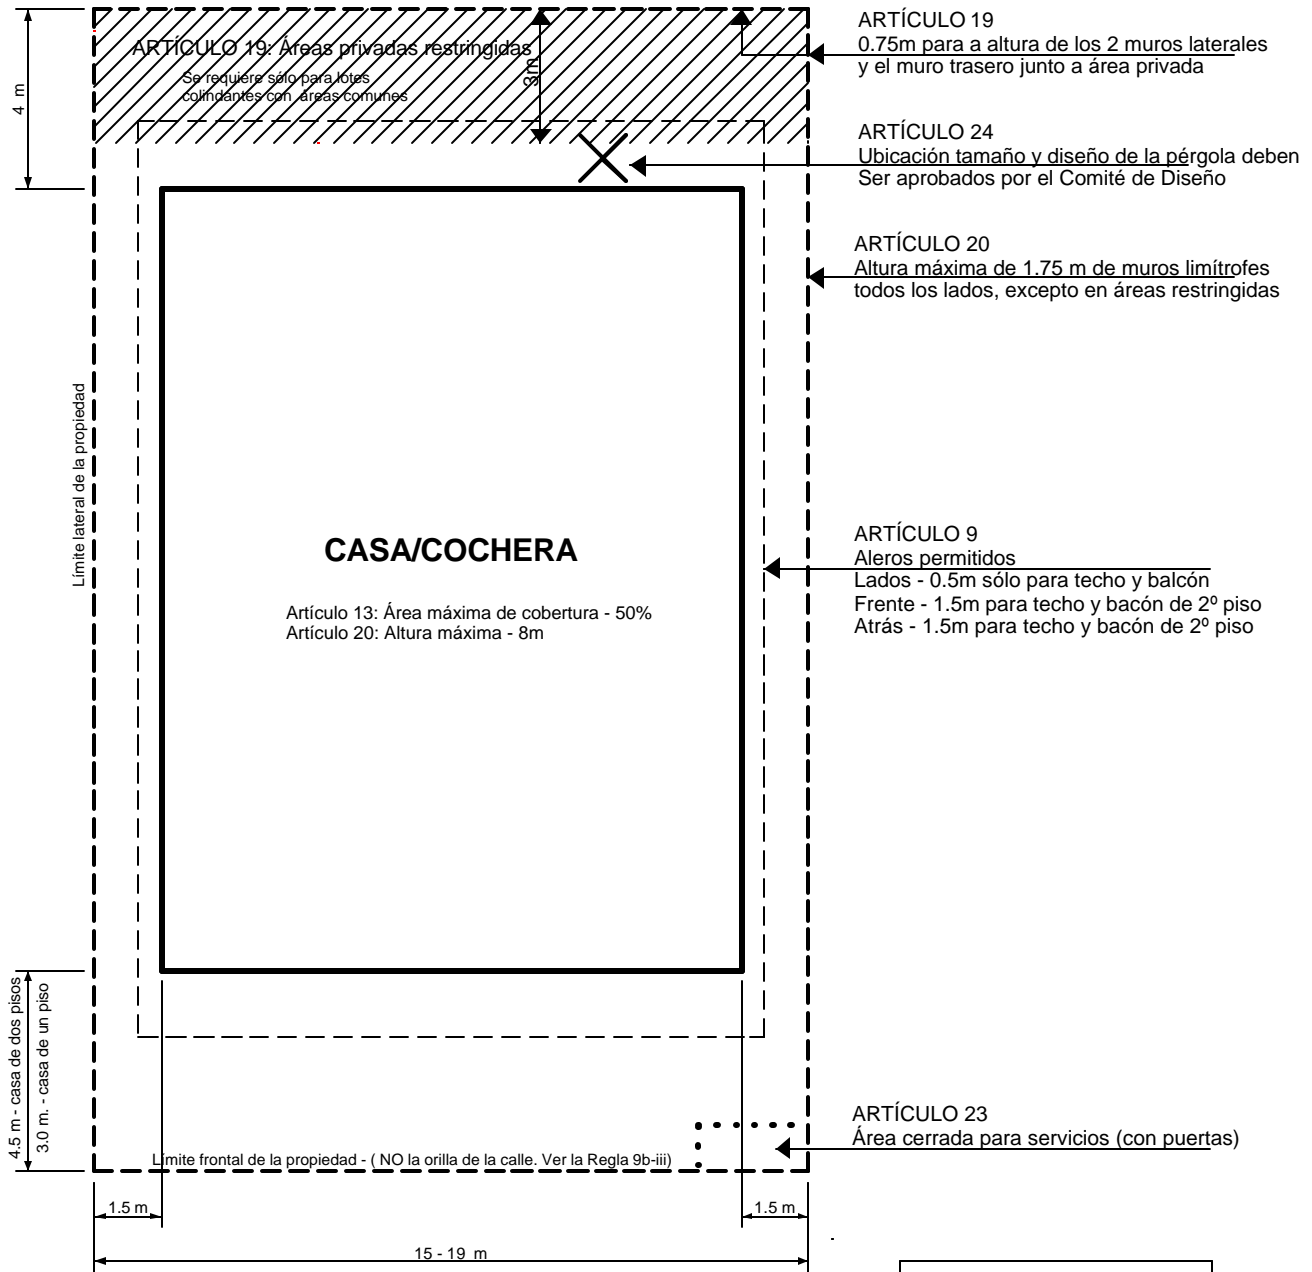 ARTÍCULO 19: Áreas privadas restringidas
Se requiere sólo para lotes
colindantes con áreas comunes
3m
4 m
ARTÍCULO 19
0.75m para a altura de los 2 muros laterales
y el muro trasero junto a área privada
ARTÍCULO 24
Ubicación tamaño y diseño de la pérgola deben
Ser aprobados por el Comité de Diseño
ARTÍCULO 20
Altura máxima de 1.75 m de muros limítrofes
todos los lados, excepto en áreas restringidas
Límite lateral de la propiedad
CASA/COCHERA
Artículo 13: Área máxima de cobertura - 50%
Artículo 20: Altura máxima - 8m
ARTÍCULO 9
Aleros permitidos
Lados - 0.5m sólo para techo y balcón
Frente - 1.5m para techo y bacón de 2º piso
Atrás - 1.5m para techo y bacón de 2º piso
4.5 m - casa de dos pisos
3.0 m. - casa de un piso
ARTÍCULO 23
Área cerrada para servicios (con puertas)
Límite frontal de la propiedad - ( NO la orilla de la calle. Ver la Regla 9b-iii)
1.5 m
1.5 m
15 - 19 m